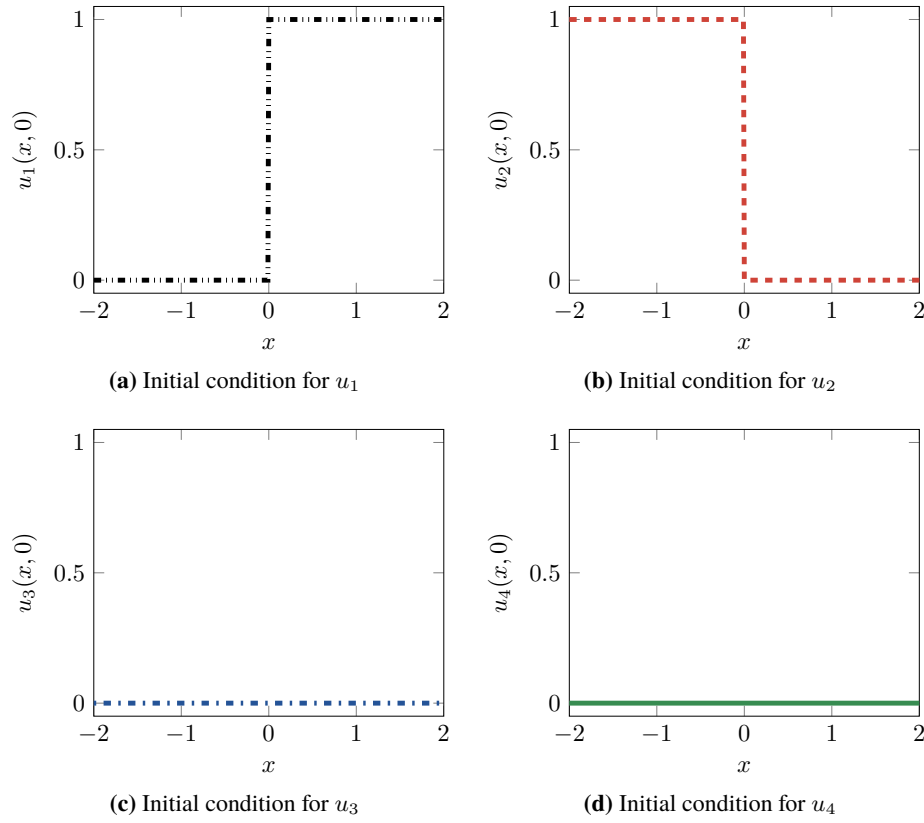 1
0.5
0
u₁(x, 0)
−2 −1 0 1 2
x
(a) Initial condition for u₁
1
0.5
0
u₂(x, 0)
−2 −1 0 1 2
x
(b) Initial condition for u₂
1
0.5
0
u₃(x, 0)
−2 −1 0 1 2
x
(c) Initial condition for u₃
1
0.5
0
u₄(x, 0)
−2 −1 0 1 2
x
(d) Initial condition for u₄